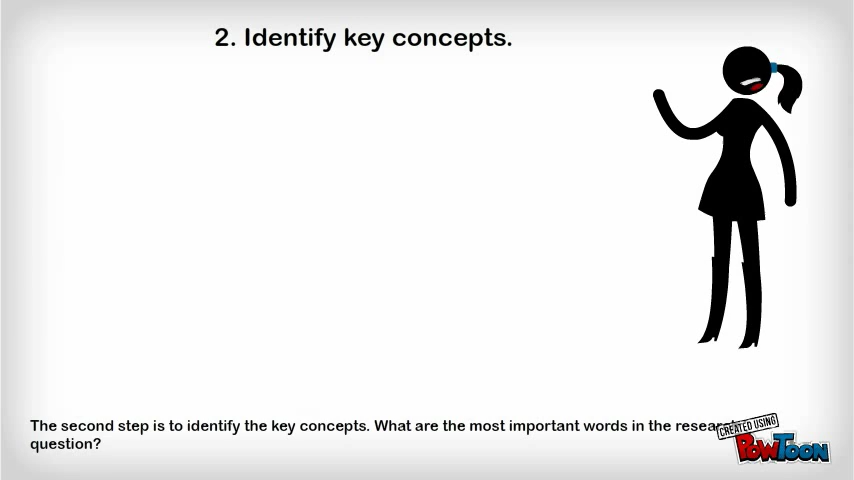 2. Identify key concepts.
The second step is to identify the key concepts. What are the most important words in the
question?
CREATED USING
POWTOON